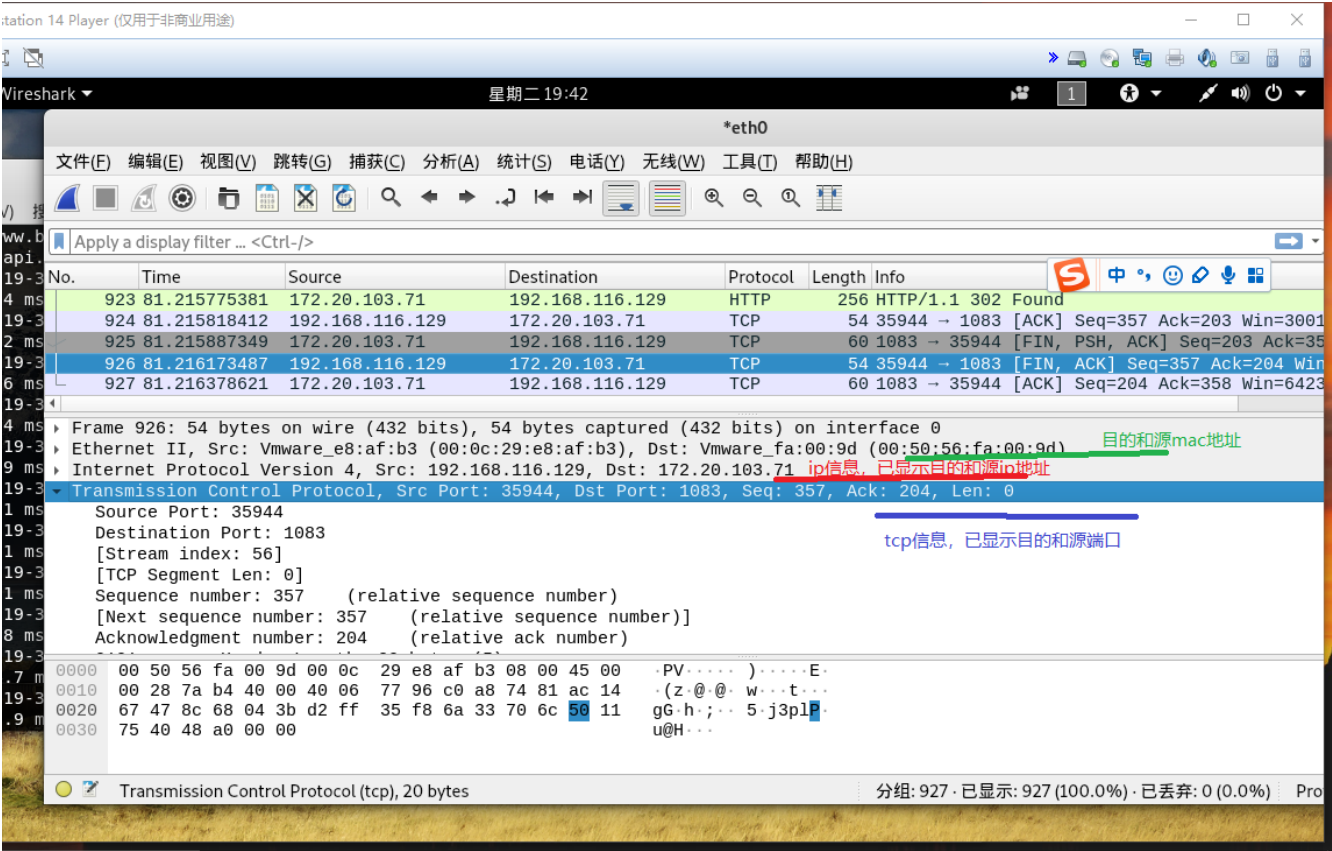 station 14 Player (仅用于非商业用途)
Wireshark
星期二 19:42
1
*eth0
文件(F) 编辑(E) 视图(V) 跳转(G) 捕获(C) 分析(A) 统计(S) 电话(Y) 无线(W) 工具(T) 帮助(H)
Apply a display filter … <Ctrl-/>
No. Time Source Destination Protocol Length Info
中
923 81.215775381 172.20.103.71 192.168.116.129 HTTP 256 HTTP/1.1 302 Found
924 81.215818412 192.168.116.129 172.20.103.71 TCP 54 35944 → 1083 [ACK] Seq=357 Ack=203 Win=3001
925 81.215887349 172.20.103.71 192.168.116.129 TCP 60 1083 → 35944 [FIN, PSH, ACK] Seq=203 Ack=35
926 81.216173487 192.168.116.129 172.20.103.71 TCP 54 35944 → 1083 [FIN, ACK] Seq=357 Ack=204 Win
927 81.216378621 172.20.103.71 192.168.116.129 TCP 60 1083 → 35944 [ACK] Seq=204 Ack=358 Win=6423
Frame 926: 54 bytes on wire (432 bits), 54 bytes captured (432 bits) on interface 0
Ethernet II, Src: Vmware_e8:af:b3 (00:0c:29:e8:af:b3), Dst: Vmware_fa:00:9d (00:50:56:fa:00:9d)
目的和源mac地址
Internet Protocol Version 4, Src: 192.168.116.129, Dst: 172.20.103.71
ip信息，已显示目的和源ip地址
Transmission Control Protocol, Src Port: 35944, Dst Port: 1083, Seq: 357, Ack: 204, Len: 0
Source Port: 35944
Destination Port: 1083
tcp信息，已显示目的和源端口
[Stream index: 56]
[TCP Segment Len: 0]
Sequence number: 357 (relative sequence number)
[Next sequence number: 357 (relative sequence number)]
Acknowledgment number: 204 (relative ack number)
0000 00 50 56 fa 00 9d 00 0c 29 e8 af b3 08 00 45 00 ·PV····· )·····E·
0010 00 28 7a b4 40 00 40 06 77 96 c0 a8 74 81 ac 14 ·(z·@·@· w···t···
0020 67 47 8c 68 04 3b d2 ff 35 f8 6a 33 70 6c 50 11 gG·h·;·· 5·j3plP·
0030 75 40 48 a0 00 00 u@H···
Transmission Control Protocol (tcp), 20 bytes
分组: 927 · 已显示: 927 (100.0%) · 已丢弃: 0 (0.0%)
Pro